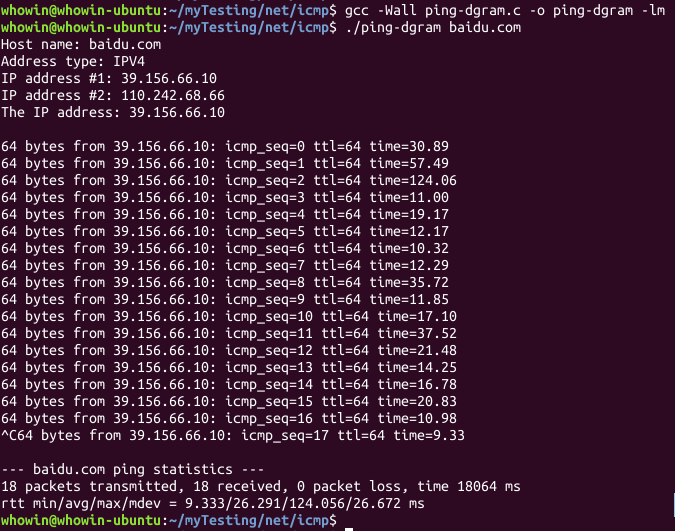 whowin@whowin-ubuntu:~/myTesting/net/icmp$ gcc -Wall ping-dgram.c -o ping-dgram -lm
whowin@whowin-ubuntu:~/myTesting/net/icmp$ ./ping-dgram baidu.com
Host name: baidu.com
Address type: IPV4
IP address #1: 39.156.66.10
IP address #2: 110.242.68.66
The IP address: 39.156.66.10

64 bytes from 39.156.66.10: icmp_seq=0 ttl=64 time=30.89
64 bytes from 39.156.66.10: icmp_seq=1 ttl=64 time=57.49
64 bytes from 39.156.66.10: icmp_seq=2 ttl=64 time=124.06
64 bytes from 39.156.66.10: icmp_seq=3 ttl=64 time=11.00
64 bytes from 39.156.66.10: icmp_seq=4 ttl=64 time=19.17
64 bytes from 39.156.66.10: icmp_seq=5 ttl=64 time=12.17
64 bytes from 39.156.66.10: icmp_seq=6 ttl=64 time=10.32
64 bytes from 39.156.66.10: icmp_seq=7 ttl=64 time=12.29
64 bytes from 39.156.66.10: icmp_seq=8 ttl=64 time=35.72
64 bytes from 39.156.66.10: icmp_seq=9 ttl=64 time=11.85
64 bytes from 39.156.66.10: icmp_seq=10 ttl=64 time=17.10
64 bytes from 39.156.66.10: icmp_seq=11 ttl=64 time=37.52
64 bytes from 39.156.66.10: icmp_seq=12 ttl=64 time=21.48
64 bytes from 39.156.66.10: icmp_seq=13 ttl=64 time=14.25
64 bytes from 39.156.66.10: icmp_seq=14 ttl=64 time=16.78
64 bytes from 39.156.66.10: icmp_seq=15 ttl=64 time=20.83
64 bytes from 39.156.66.10: icmp_seq=16 ttl=64 time=10.98
^C64 bytes from 39.156.66.10: icmp_seq=17 ttl=64 time=9.33

--- baidu.com ping statistics ---
18 packets transmitted, 18 received, 0 packet loss, time 18064 ms
rtt min/avg/max/mdev = 9.333/26.291/124.056/26.672 ms
whowin@whowin-ubuntu:~/myTesting/net/icmp$